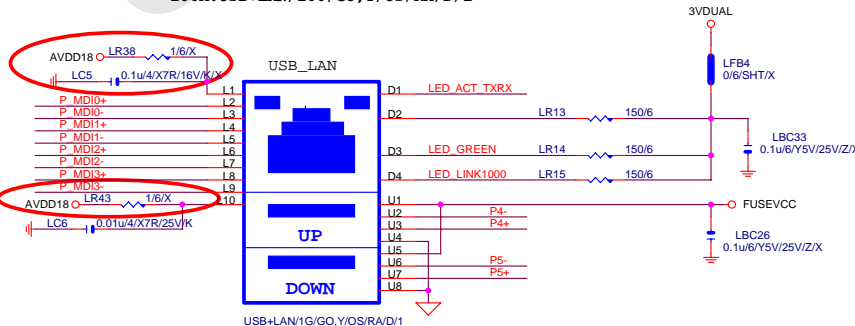 3VDUAL
AVDD18 LR38 1/6/X
LC5 0.1u/4/X7R/16V/K/X
USB_LAN
LFB4
0/6/SHT/X
L1
L2
L3
L4
L5
L6
L7
L8
L9
L10
P_MDI0+
P_MDI0-
P_MDI1+
P_MDI1-
P_MDI2+
P_MDI2-
P_MDI3+
P_MDI3-
D1 LED_ACT_TXRX
D2 LR13 150/6
D3 LED_GREEN LR14 150/6
D4 LED_LINK1000 LR15 150/6
LBC33
0.1u/6/Y5V/25V/Z/X
AVDD18 LR43 1/6/X
LC6 0.01u/4/X7R/25V/K
UP
DOWN
U1 FUSEVCC
U2 P4-
U3 P4+
U4
U5
U6 P5-
U7 P5+
U8
LBC26
0.1u/6/Y5V/25V/Z/X
USB+LAN/1G/GO,Y/OS/RA/D/1